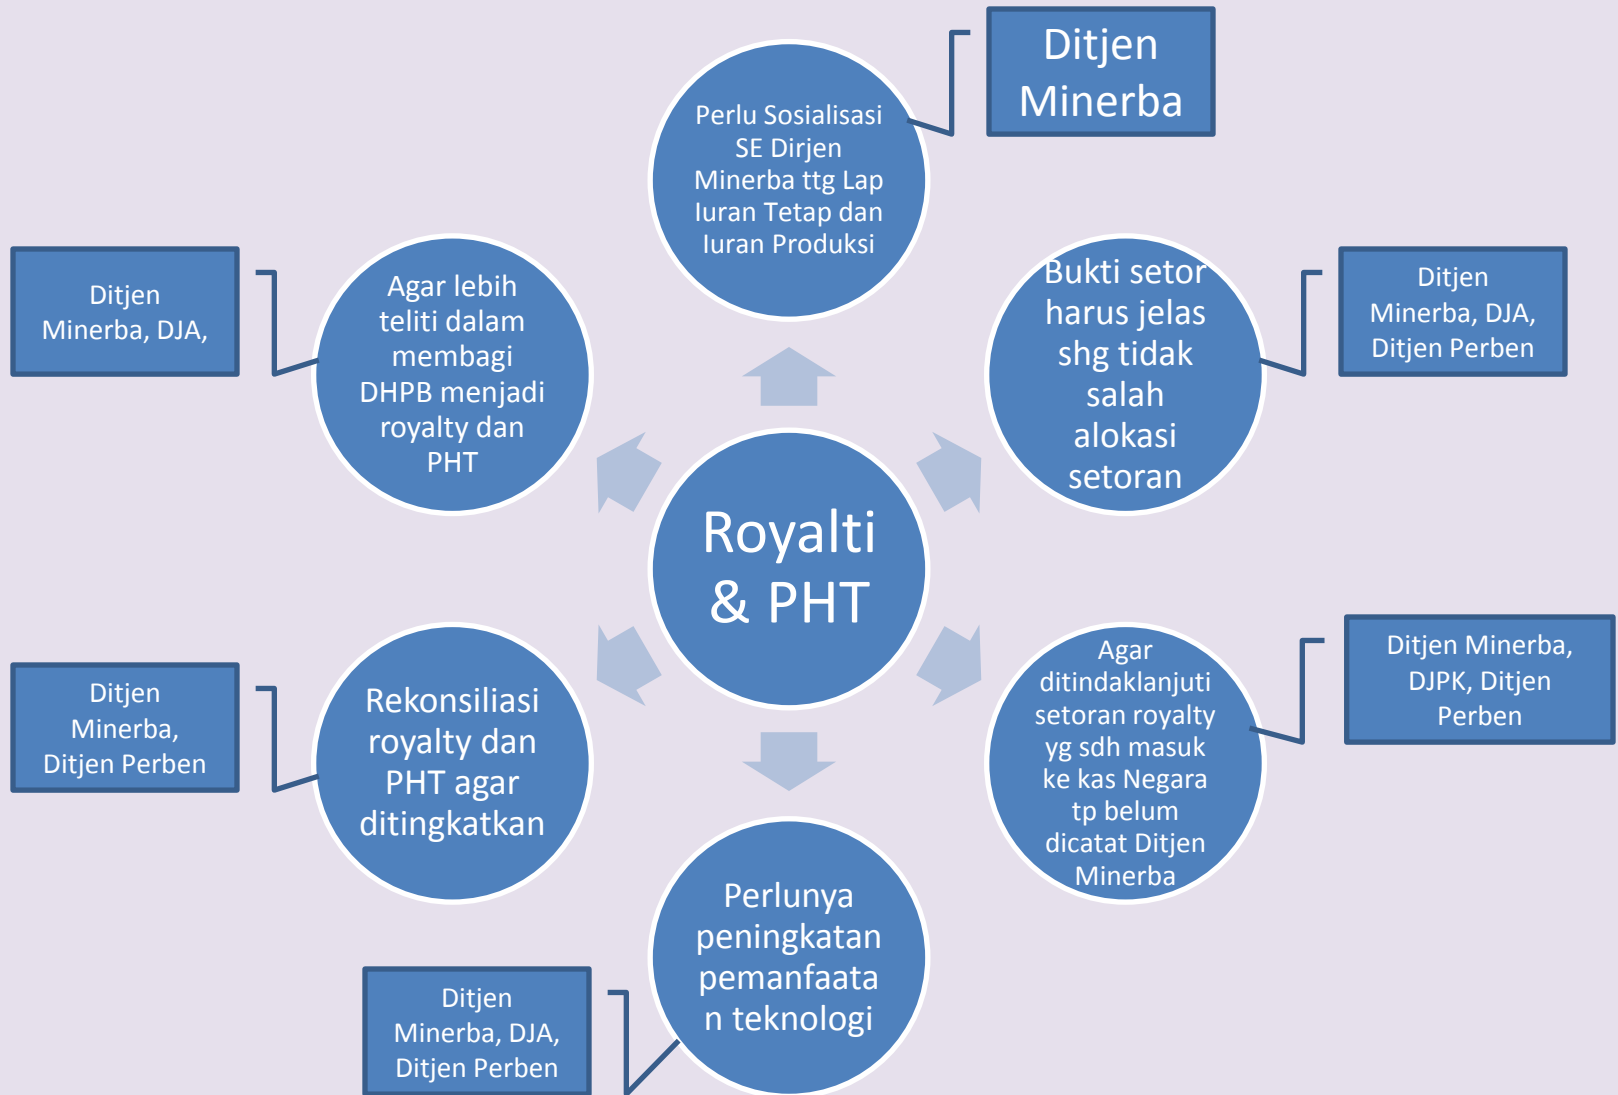 Ditjen
Minerba
Perlu Sosialisasi
SE Dirjen
Minerba ttg Lap
Iuran Tetap dan
Iuran Produksi
Ditjen
Minerba, DJA,
Agar lebih
teliti dalam
membagi
DHPB menjadi
royalty dan
PHT
Bukti setor
harus jelas
shg tidak
salah
alokasi
setoran
Ditjen
Minerba, DJA,
Ditjen Perben
Royalti
& PHT
Ditjen
Minerba,
Ditjen Perben
Rekonsiliasi
royalty dan
PHT agar
ditingkatkan
Agar
ditindaklanjuti
setoran royalty
yg sdh masuk
ke kas Negara
tp belum
dicatat Ditjen
Minerba
Ditjen Minerba,
DJPK, Ditjen
Perben
Perlunya
peningkatan
pemanfaata
n teknologi
Ditjen
Minerba, DJA,
Ditjen Perben